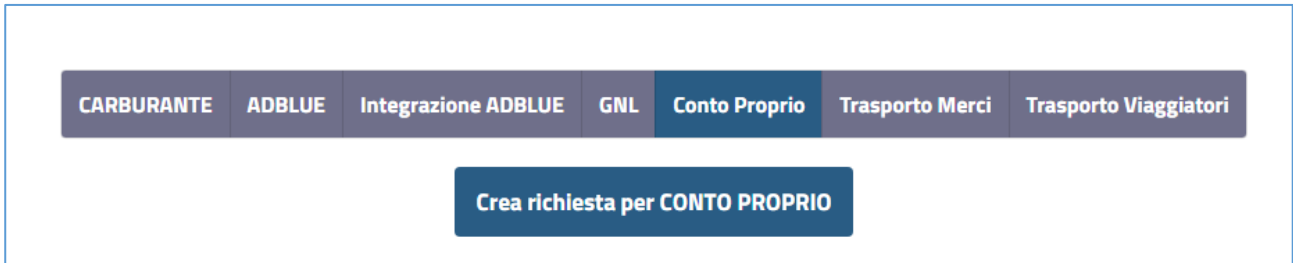 CARBURANTE ADBLUE Integrazione ADBLUE GNL Conto Proprio Trasporto Merci Trasporto Viaggiatori
Crea richiesta per CONTO PROPRIO